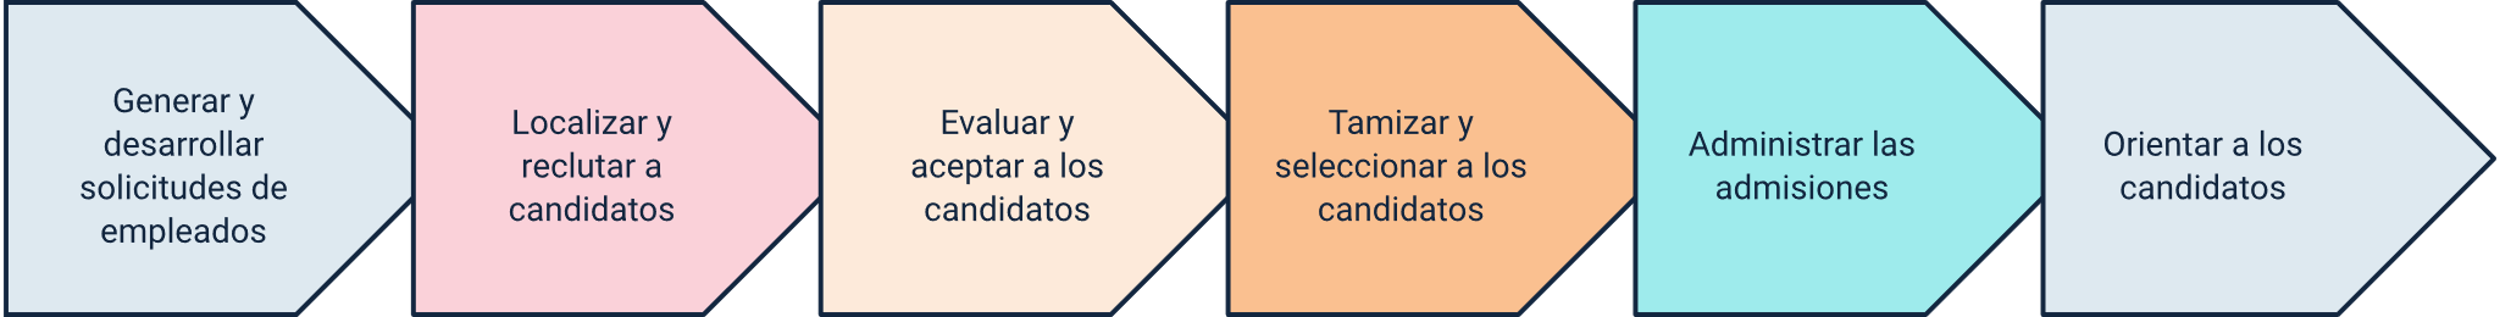 Generar y
desarrollar
solicitudes de
empleados
Localizar y
reclutar a
candidatos
Evaluar y
aceptar a los
candidatos
Tamizar y
seleccionar a los
candidatos
Administrar las
admisiones
Orientar a los
candidatos